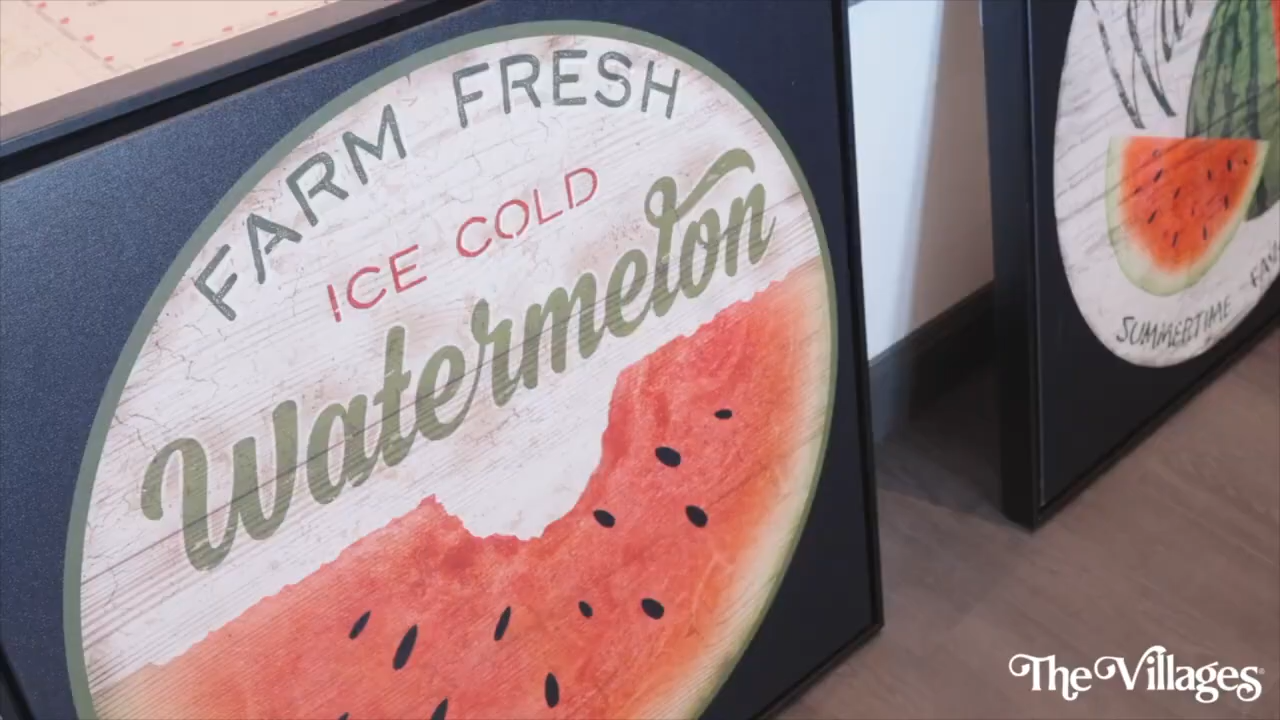 FARM FRESH
ICE COLD
Watermelon
SUMMERTIME
The Villages